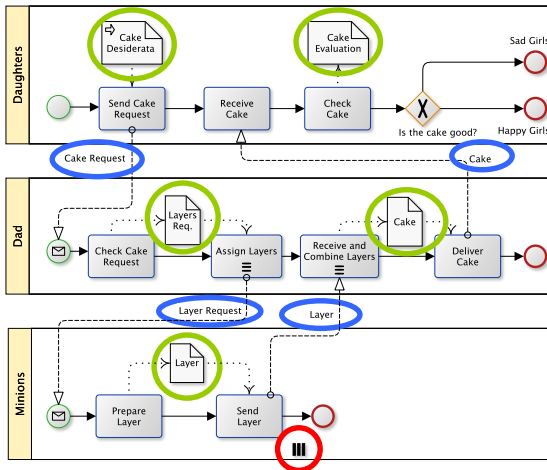 Daughters
Cake
Desiderata
Cake
Evaluation
Sad Girls
Send Cake
Request
Receive
Cake
Check
Cake
Is the cake good?
Happy Girls
Cake Request
Cake
Dad
Layers
Req.
Cake
Check Cake
Request
Assign Layers
Receive and
Combine Layers
Deliver
Cake
Layer Request
Layer
Minions
Layer
Prepare
Layer
Send
Layer